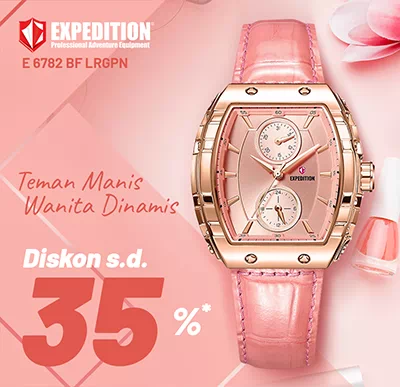 EXPEDITION®
Professional Adventure Equipment
E 6782 BF LRGPN
EXPEDITION
Teman Manis
Wanita Dinamis
Diskon s.d.
35%*